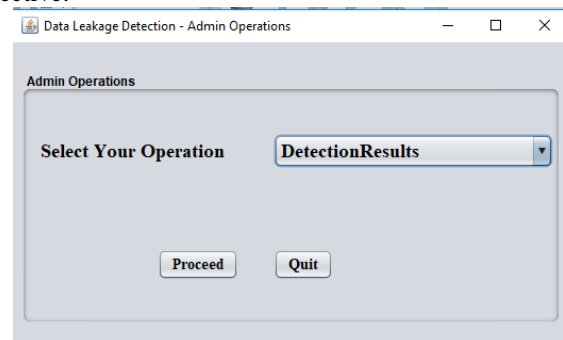 Data Leakage Detection - Admin Operations
Admin Operations
Select Your Operation DetectionResults
Proceed Quit